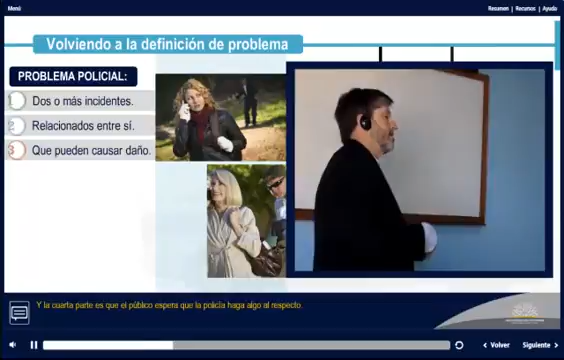 Menú
Resumen | Recursos | Ayuda
Volviendo a la definición de problema
PROBLEMA POLICIAL:
1 Dos o más incidentes.
2 Relacionados entre sí.
3 Que pueden causar daño.
Y la cuarta parte es que el público espera que la policía haga algo al respecto.
< Volver
Siguiente >